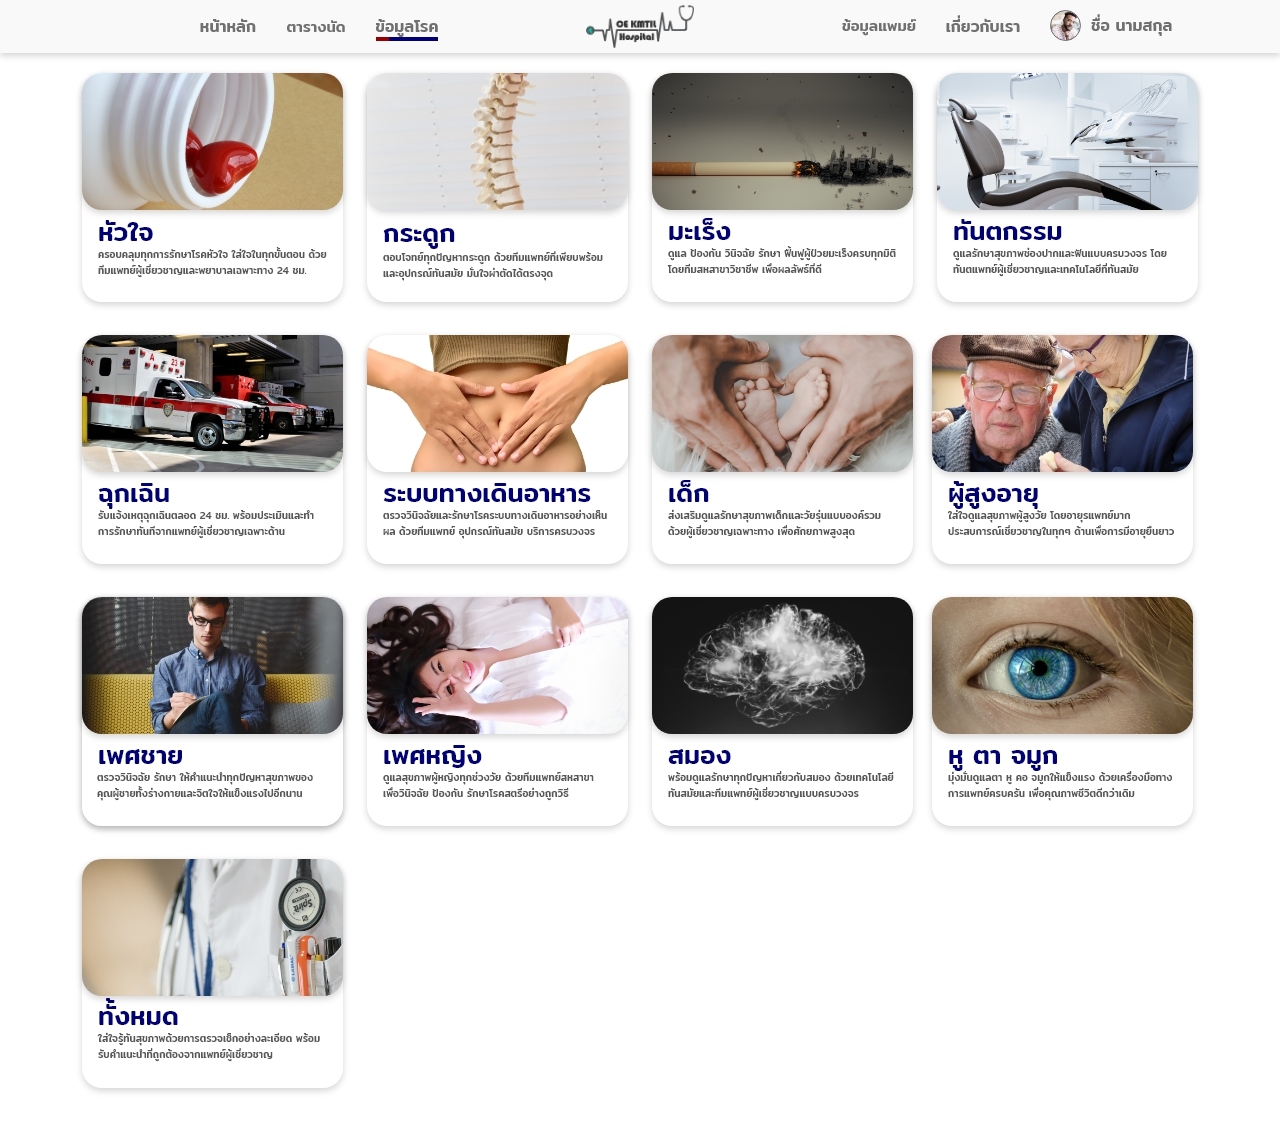 หน้าหลัก ตารางนัด ข้อมูลโรค OE KMTIL ข้อมูลแพทย์ เกี่ยวกับเรา ชื่อ นามสกุล
Hospital
หัวใจ กระดูก มะเร็ง ทันตกรรม
ครอบคลุมทุกการรักษาโรคหัวใจ ใส่ใจในทุกขั้นตอน ด้วย
ทีมแพทย์ผู้เชี่ยวชาญและพยาบาลเฉพาะทาง 24 ชม.
ตอบโจทย์ทุกปัญหากระดูก ด้วยทีมแพทย์ที่เพียบพร้อม
และอุปกรณ์ทันสมัย มั่นใจผ่าตัดได้ตรงจุด
ดูแล ป้องกัน วินิจฉัย รักษา ฟื้นฟูผู้ป่วยมะเร็งครบทุกมิติ
โดยทีมสหสาขาวิชาชีพ เพื่อผลลัพธ์ที่ดี
ดูแลรักษาสุขภาพช่องปากและฟันแบบครบวงจร โดย
ทันตแพทย์ผู้เชี่ยวชาญและเทคโนโลยีที่ทันสมัย
FIRE A 23
ฉุกเฉิน ระบบทางเดินอาหาร เด็ก ผู้สูงอายุ
รับแจ้งเหตุฉุกเฉินตลอด 24 ชม. พร้อมประเมินและทำ
การรักษาทันทีจากแพทย์ผู้เชี่ยวชาญเฉพาะด้าน
ตรวจวินิจฉัยและรักษาโรคระบบทางเดินอาหารอย่างเห็น
ผล ด้วยทีมแพทย์ อุปกรณ์ทันสมัย บริการครบวงจร
ส่งเสริมดูแลรักษาสุขภาพเด็กและวัยรุ่นแบบองค์รวม
ด้วยผู้เชี่ยวชาญเฉพาะทาง เพื่อศักยภาพสูงสุด
ใส่ใจดูแลสุขภาพผู้สูงวัย โดยอายุรแพทย์มาก
ประสบการณ์เชี่ยวชาญในทุกๆ ด้านเพื่อการมีอายุยืนยาว
เพศชาย เพศหญิง สมอง หู ตา จมูก
ตรวจวินิจฉัย รักษา ให้คำแนะนำทุกปัญหาสุขภาพของ
คุณผู้ชายทั้งร่างกายและจิตใจให้แข็งแรงไปอีกนาน
ดูแลสุขภาพผู้หญิงทุกช่วงวัย ด้วยทีมแพทย์สหสาขา
เพื่อวินิจฉัย ป้องกัน รักษาโรคสตรีอย่างถูกวิธี
พร้อมดูแลรักษาทุกปัญหาเกี่ยวกับสมอง ด้วยเทคโนโลยี
ทันสมัยและทีมแพทย์ผู้เชี่ยวชาญแบบครบวงจร
มุ่งมั่นดูแลตา หู คอ จมูกให้แข็งแรง ด้วยเครื่องมือทาง
การแพทย์ครบครัน เพื่อคุณภาพชีวิตดีกว่าเดิม
Spirit
ทั้งหมด
ใส่ใจรู้ทันสุขภาพด้วยการตรวจเช็กอย่างละเอียด พร้อม
รับคำแนะนำที่ถูกต้องจากแพทย์ผู้เชี่ยวชาญ